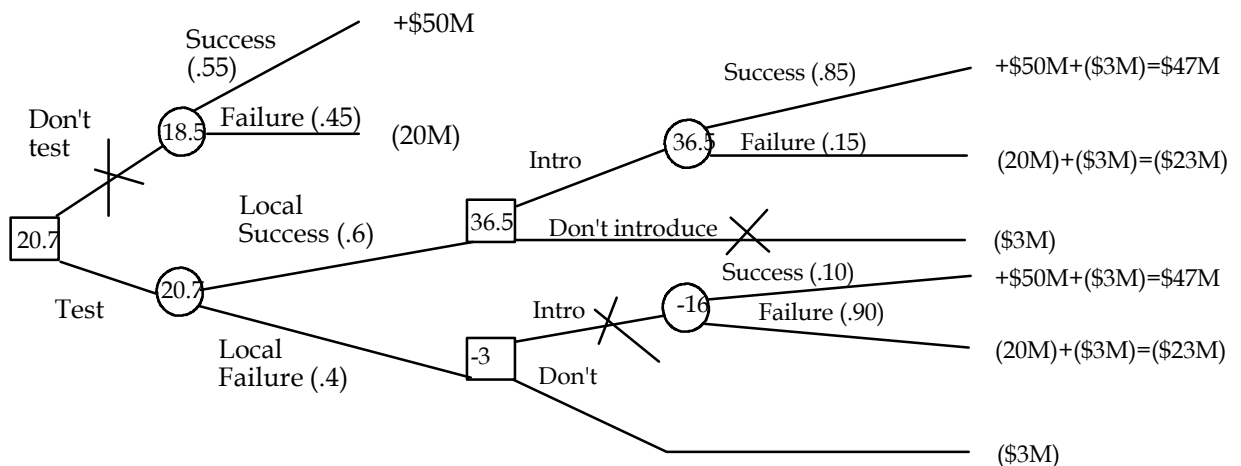 +$50M
Success
(.55)
Don't
test
18.5
Failure (.45)
(20M)
20.7
Test
20.7
Local
Success (.6)
Local
Failure (.4)
36.5
Intro
36.5
Success (.85)
+$50M+($3M)=$47M
Failure (.15)
(20M)+($3M)=($23M)
Don't introduce
($3M)
-3
Intro
-16
Success (.10)
+$50M+($3M)=$47M
Failure (.90)
(20M)+($3M)=($23M)
Don't
($3M)